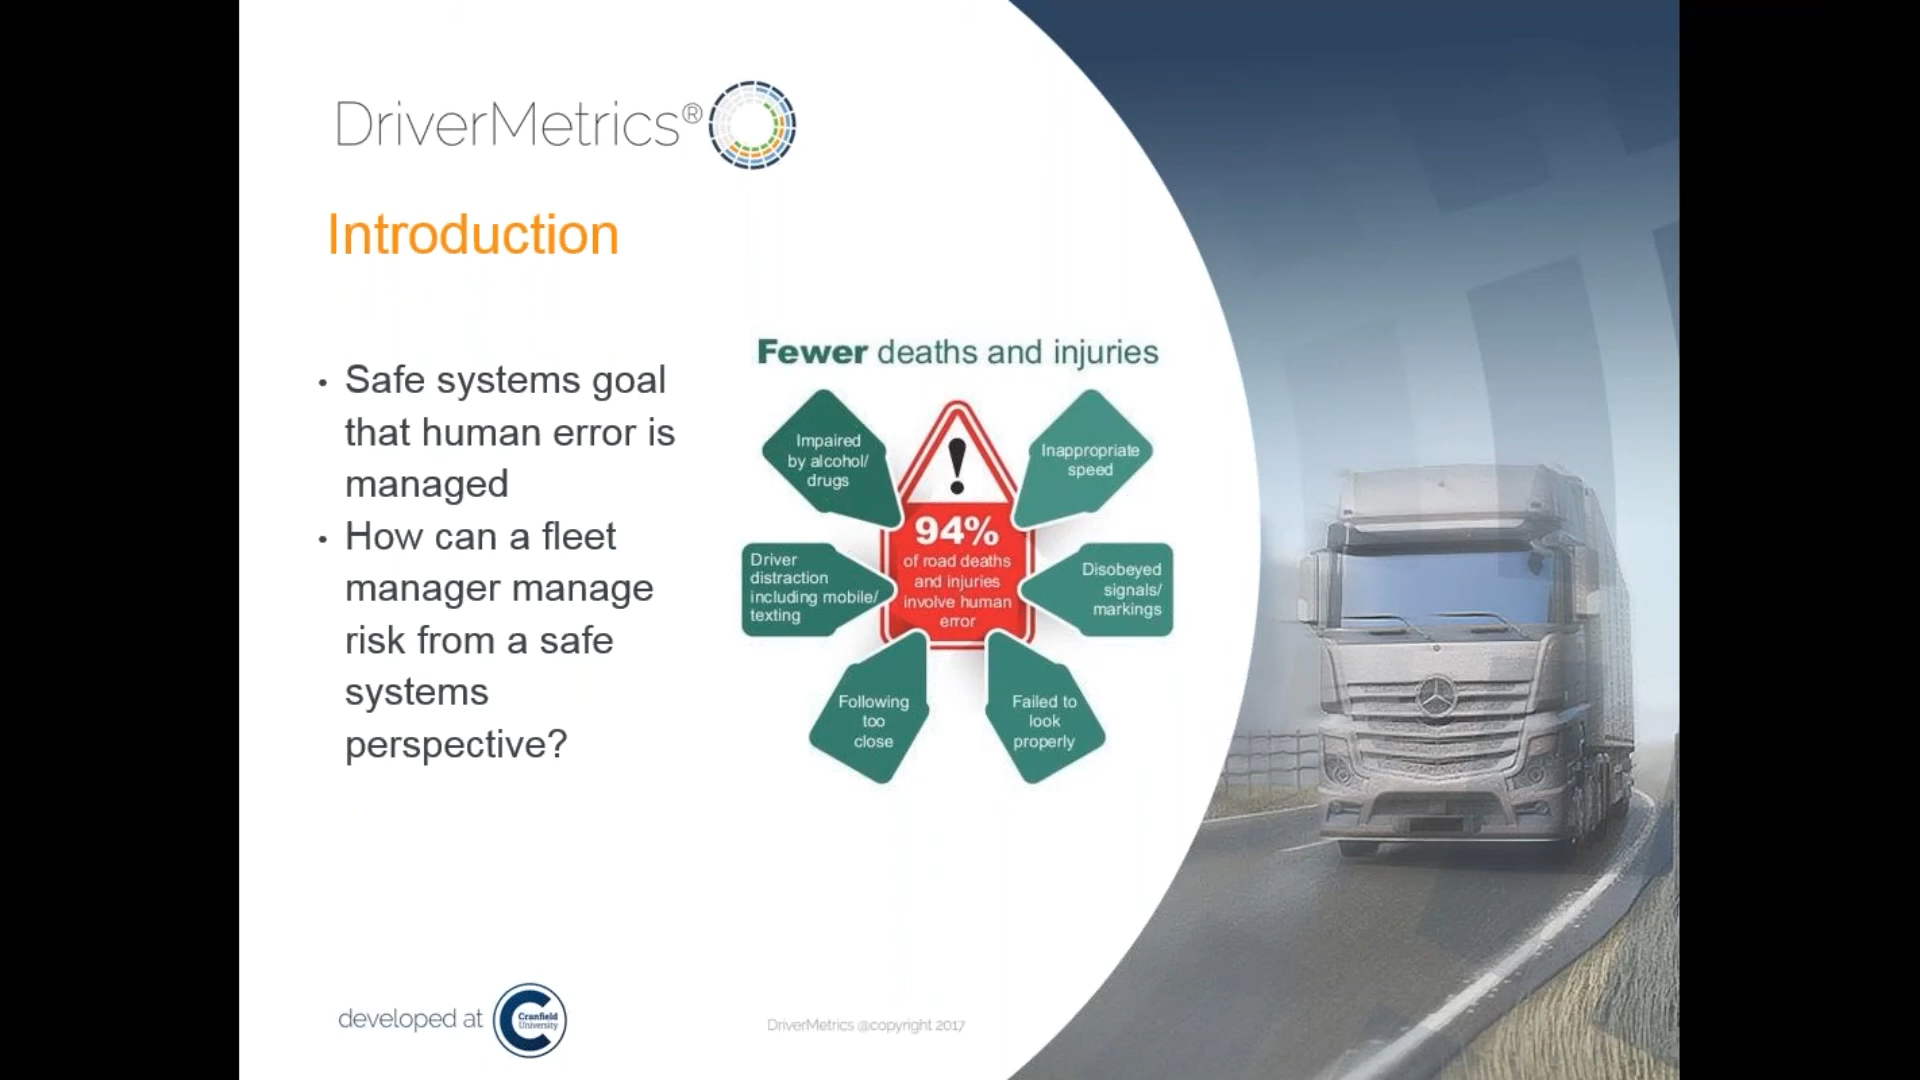 DriverMetrics®
Introduction
• Safe systems goal
that human error is
managed
• How can a fleet
manager manage
risk from a safe
systems
perspective?
Fewer deaths and injuries
Impaired
by alcohol/
drugs
Inappropriate
speed
94%
of road deaths
and injuries
involve human
error
Driver
distraction
including mobile/
texting
Disobeyed
signals/
markings
Following
too
close
Failed to
look
properly
developed at
Cranfield
University
DriverMetrics @copyright 2017